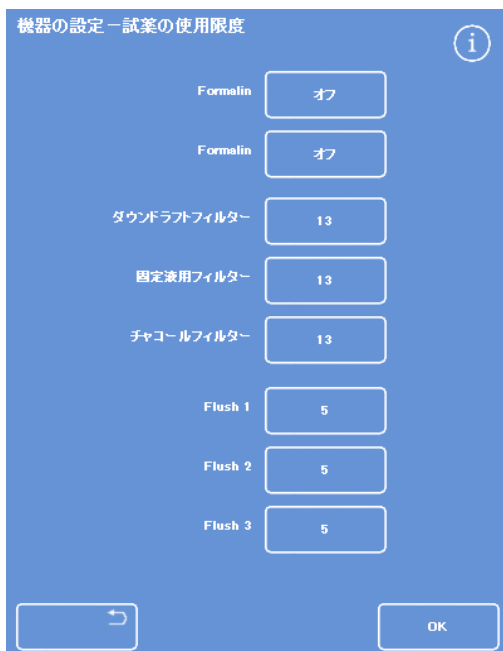 機器の設定－試薬の使用限度
i
Formalin オフ
Formalin オフ
ダウンドラフトフィルター 13
固定液用フィルター 13
チャコールフィルター 13
Flush 1 5
Flush 2 5
Flush 3 5
OK